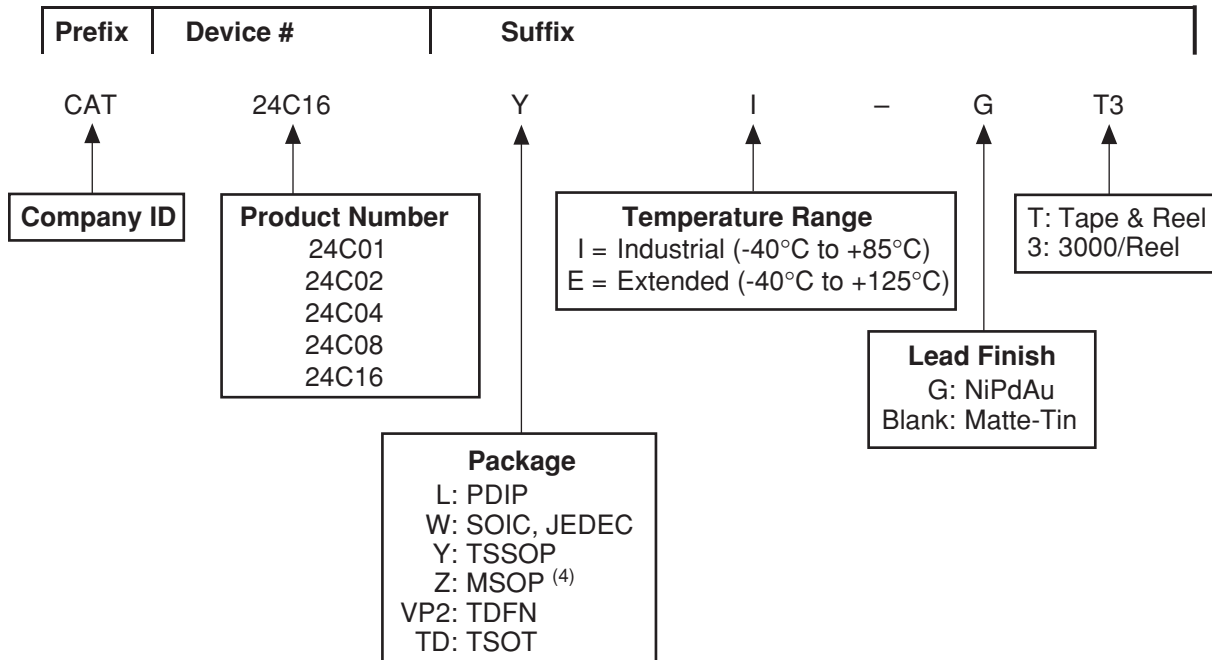 Prefix Device # Suffix
CAT 24C16 Y I – G T3
Company ID
Product Number
24C01
24C02
24C04
24C08
24C16
Temperature Range
I = Industrial (-40°C to +85°C)
E = Extended (-40°C to +125°C)
T: Tape & Reel
3: 3000/Reel
Lead Finish
G: NiPdAu
Blank: Matte-Tin
Package
L: PDIP
W: SOIC, JEDEC
Y: TSSOP
Z: MSOP (4)
VP2: TDFN
TD: TSOT